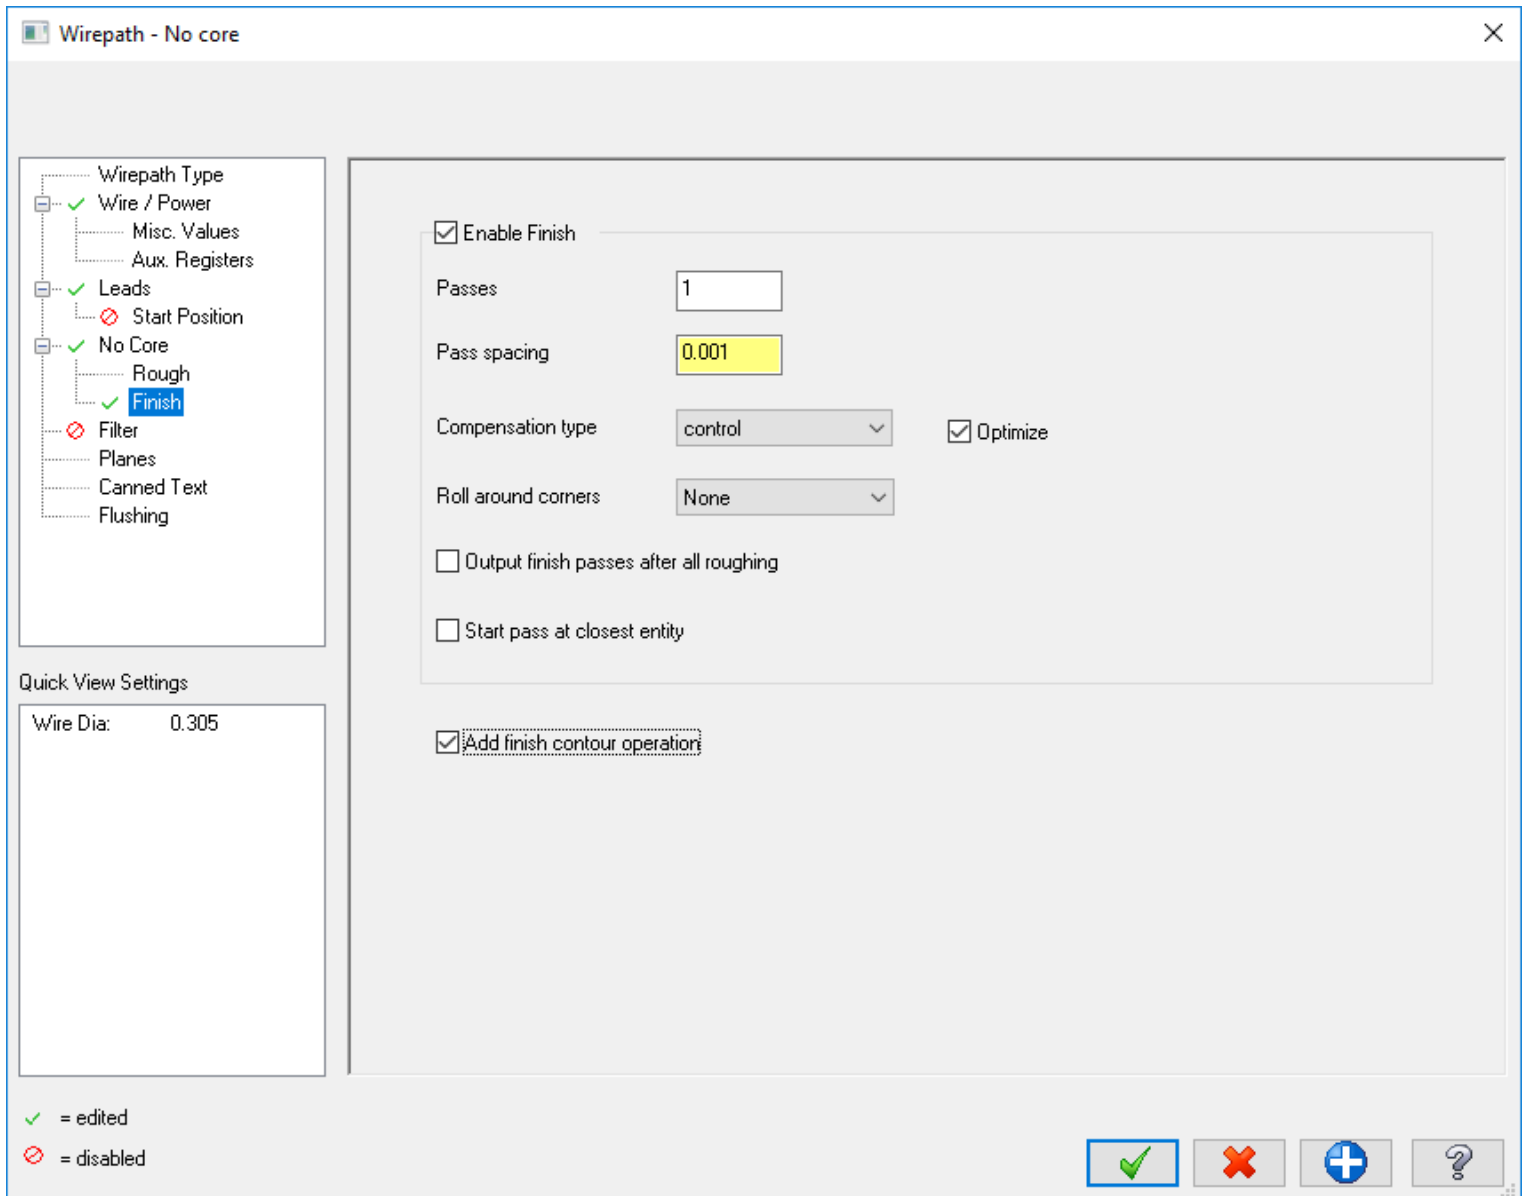 Wirepath - No core
Wirepath Type
Wire / Power
Misc. Values
Aux. Registers
Leads
Start Position
No Core
Rough
Finish
Filter
Planes
Canned Text
Flushing
Quick View Settings
Wire Dia: 0.305
= edited
= disabled
Enable Finish
Passes 1
Pass spacing 0.001
Compensation type control Optimize
Roll around corners None
Output finish passes after all roughing
Start pass at closest entity
Add finish contour operation